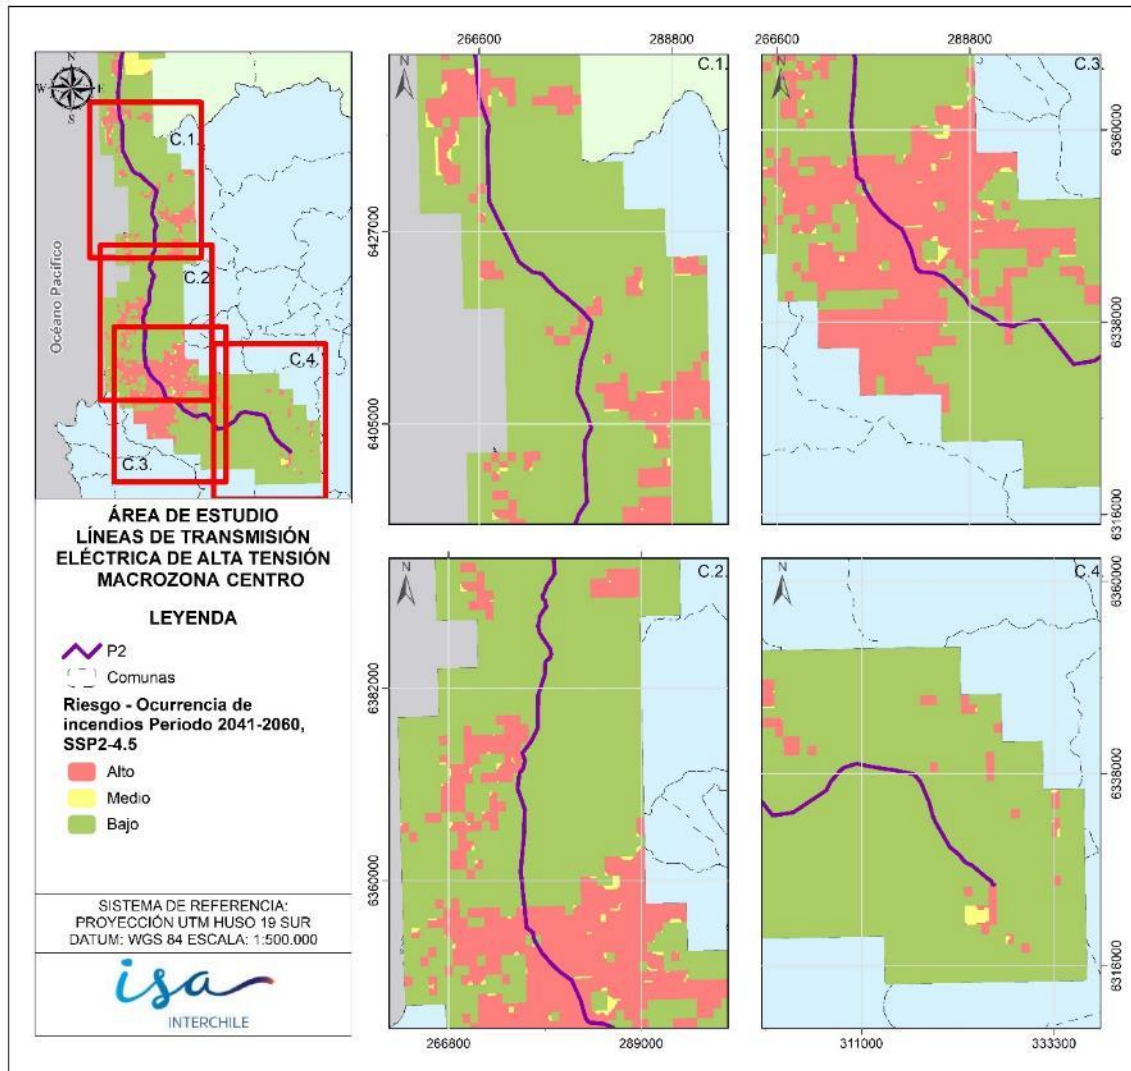 N
W E
S
C.1.
C.2.
C.4.
C.3.
Océano Pacífico
ÁREA DE ESTUDIO
LÍNEAS DE TRANSMISIÓN
ELÉCTRICA DE ALTA TENSIÓN
MACROZONA CENTRO
LEYENDA
P2
Comunas
Riesgo - Ocurrencia de
incendios Periodo 2041-2060,
SSP2-4.5
Alto
Medio
Bajo
SISTEMA DE REFERENCIA:
PROYECCIÓN UTM HUSO 19 SUR
DATUM: WGS 84 ESCALA: 1:500.000
isa
INTERCHILE
266600 288800
N
C.1.
6427000
6405000
266600 288800
N
C.3.
6360000
6338000
6316000
N
C.2.
6382000
6360000
266800 289000
N
C.4.
6360000
6338000
6316000
311000 333300